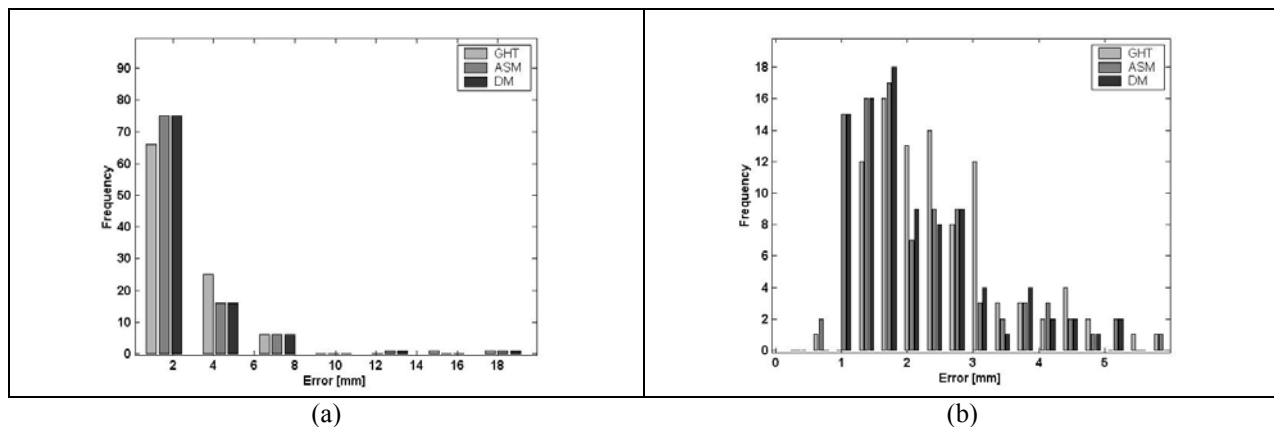 GHT
ASM
DM
90
80
70
60
50
40
30
20
10
0
Frequency
2 4 6 8 10 12 14 16 18
Error [mm]
(a)
GHT
ASM
DM
18
16
14
12
10
8
6
4
2
0
Frequency
0 1 2 3 4 5
Error [mm]
(b)